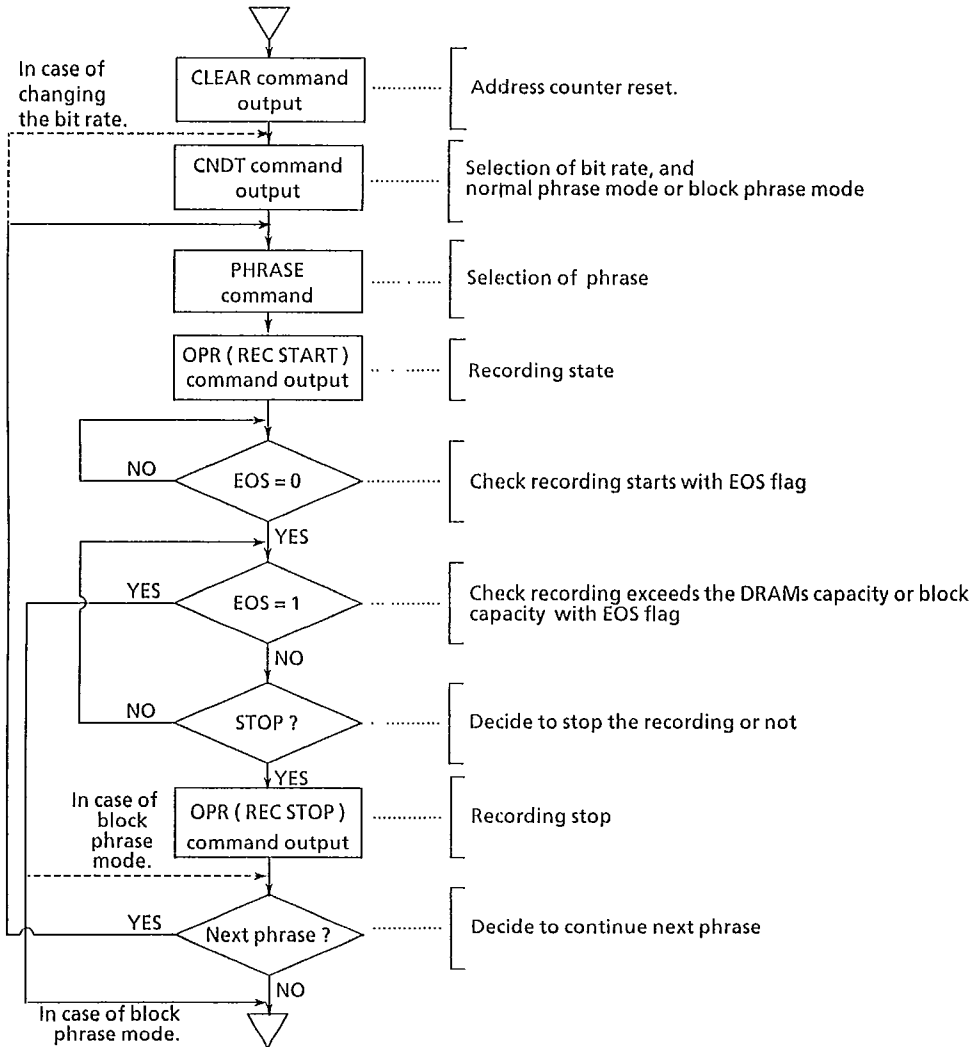 CLEAR command
output
Address counter reset.
In case of
changing
the bit rate.
CNDT command
output
Selection of bit rate, and
normal phrase mode or block phrase mode
PHRASE
command
Selection of phrase
OPR ( REC START )
command output
Recording state
NO
EOS = 0
Check recording starts with EOS flag
YES
YES
EOS = 1
Check recording exceeds the DRAMs capacity or block
capacity with EOS flag
NO
NO
STOP ?
Decide to stop the recording or not
YES
In case of
block
phrase
mode.
OPR ( REC STOP )
command output
Recording stop
YES
Next phrase ?
Decide to continue next phrase
NO
In case of block
phrase mode.